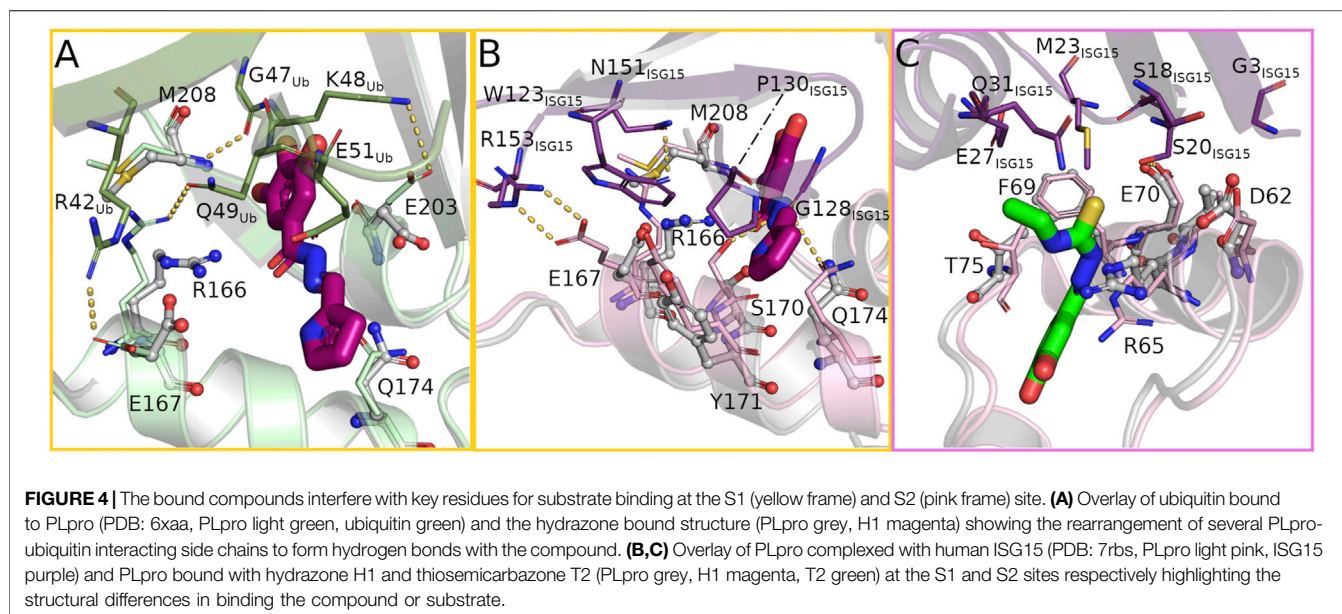 A
G47Ub
K48Ub
M208
E51Ub
R42Ub
Q49Ub
E203
R166
E167
Q174
B
N151ISG15
P130ISG15
W123ISG15
M208
R153ISG15
G128ISG15
R166
E167
S170
Q174
Y171
C
M23ISG15
S18ISG15
G3ISG15
Q31ISG15
E27ISG15
S20ISG15
F69
E70
D62
T75
R65
FIGURE 4 | The bound compounds interfere with key residues for substrate binding at the S1 (yellow frame) and S2 (pink frame) site. (A) Overlay of ubiquitin bound
to PLpro (PDB: 6xaa, PLpro light green, ubiquitin green) and the hydrazone bound structure (PLpro grey, H1 magenta) showing the rearrangement of several PLpro-
ubiquitin interacting side chains to form hydrogen bonds with the compound. (B,C) Overlay of PLpro complexed with human ISG15 (PDB: 7rbs, PLpro light pink, ISG15
purple) and PLpro bound with hydrazone H1 and thiosemicarbazone T2 (PLpro grey, H1 magenta, T2 green) at the S1 and S2 sites respectively highlighting the
structural differences in binding the compound or substrate.